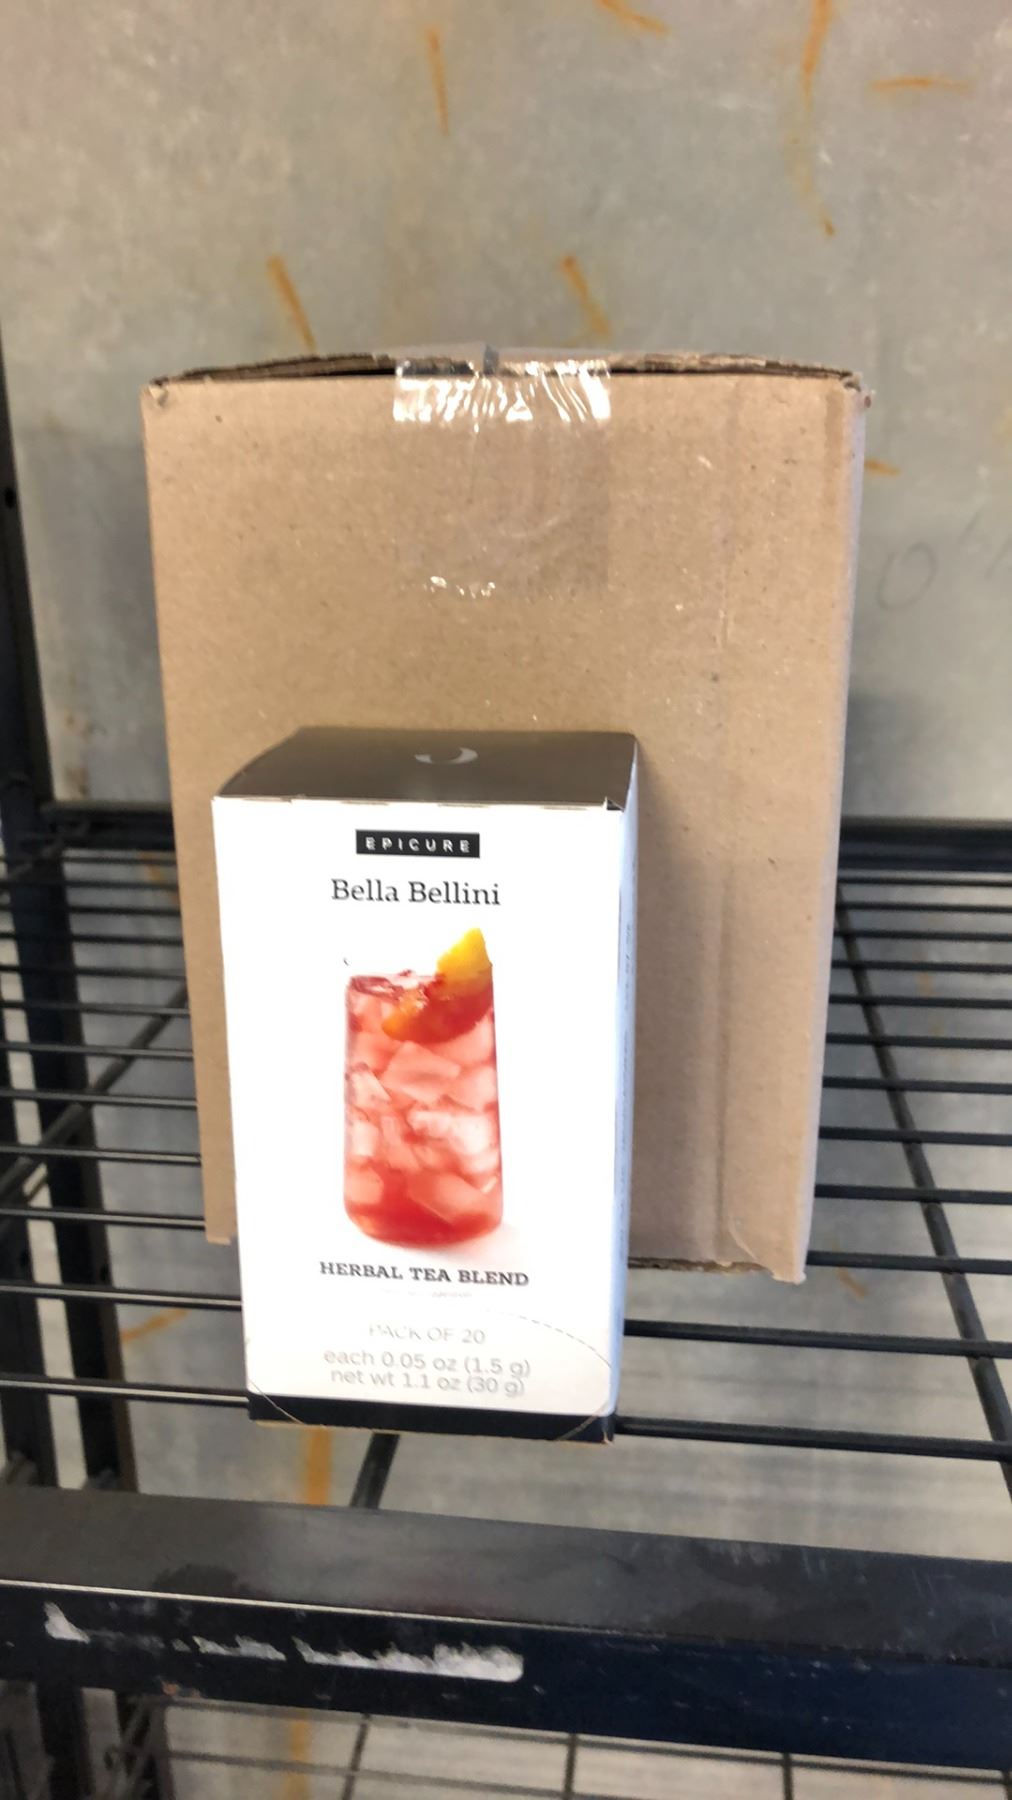 EPICURE
Bella Bellini
HERBAL TEA BLEND
PACK OF 20
each 0.05 oz (1.5 g)
net wt 1.1 oz (30 g)